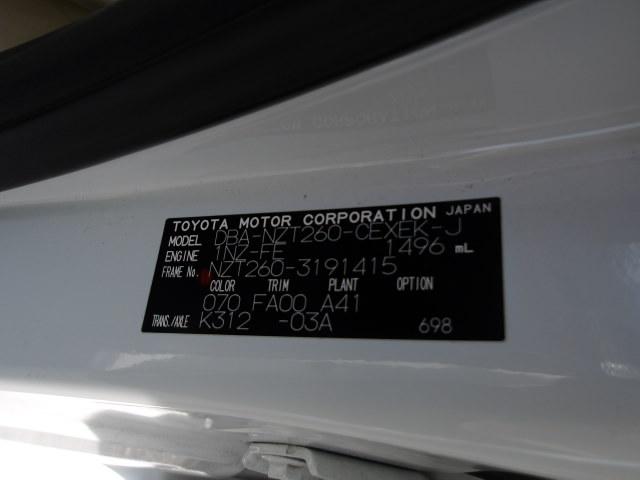 TOYOTA MOTOR CORPORATION JAPAN
MODEL DBA-NZT260-CEXEK-J
ENGINE 1NZ-FE 1496 mL
FRAME No. NZT260-3191415
COLOR TRIM PLANT OPTION
070 FA00 A41
TRANS./AXLE K312 -03A 698